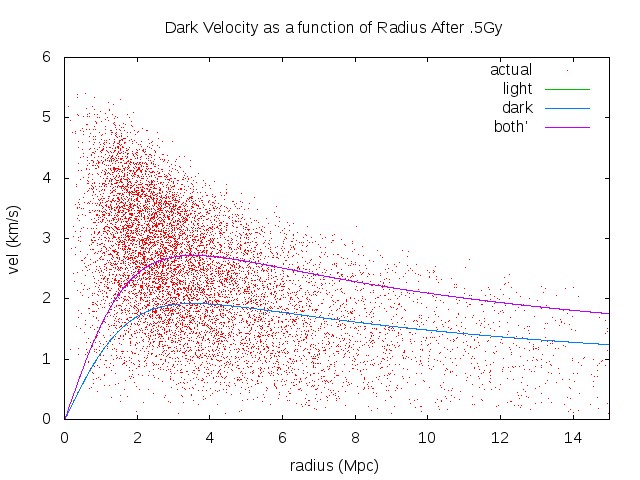 Dark Velocity as a function of Radius After .5Gy
6
5
4
3
2
1
0
vel (km/s)
actual
light
dark
both'
0 2 4 6 8 10 12 14
radius (Mpc)